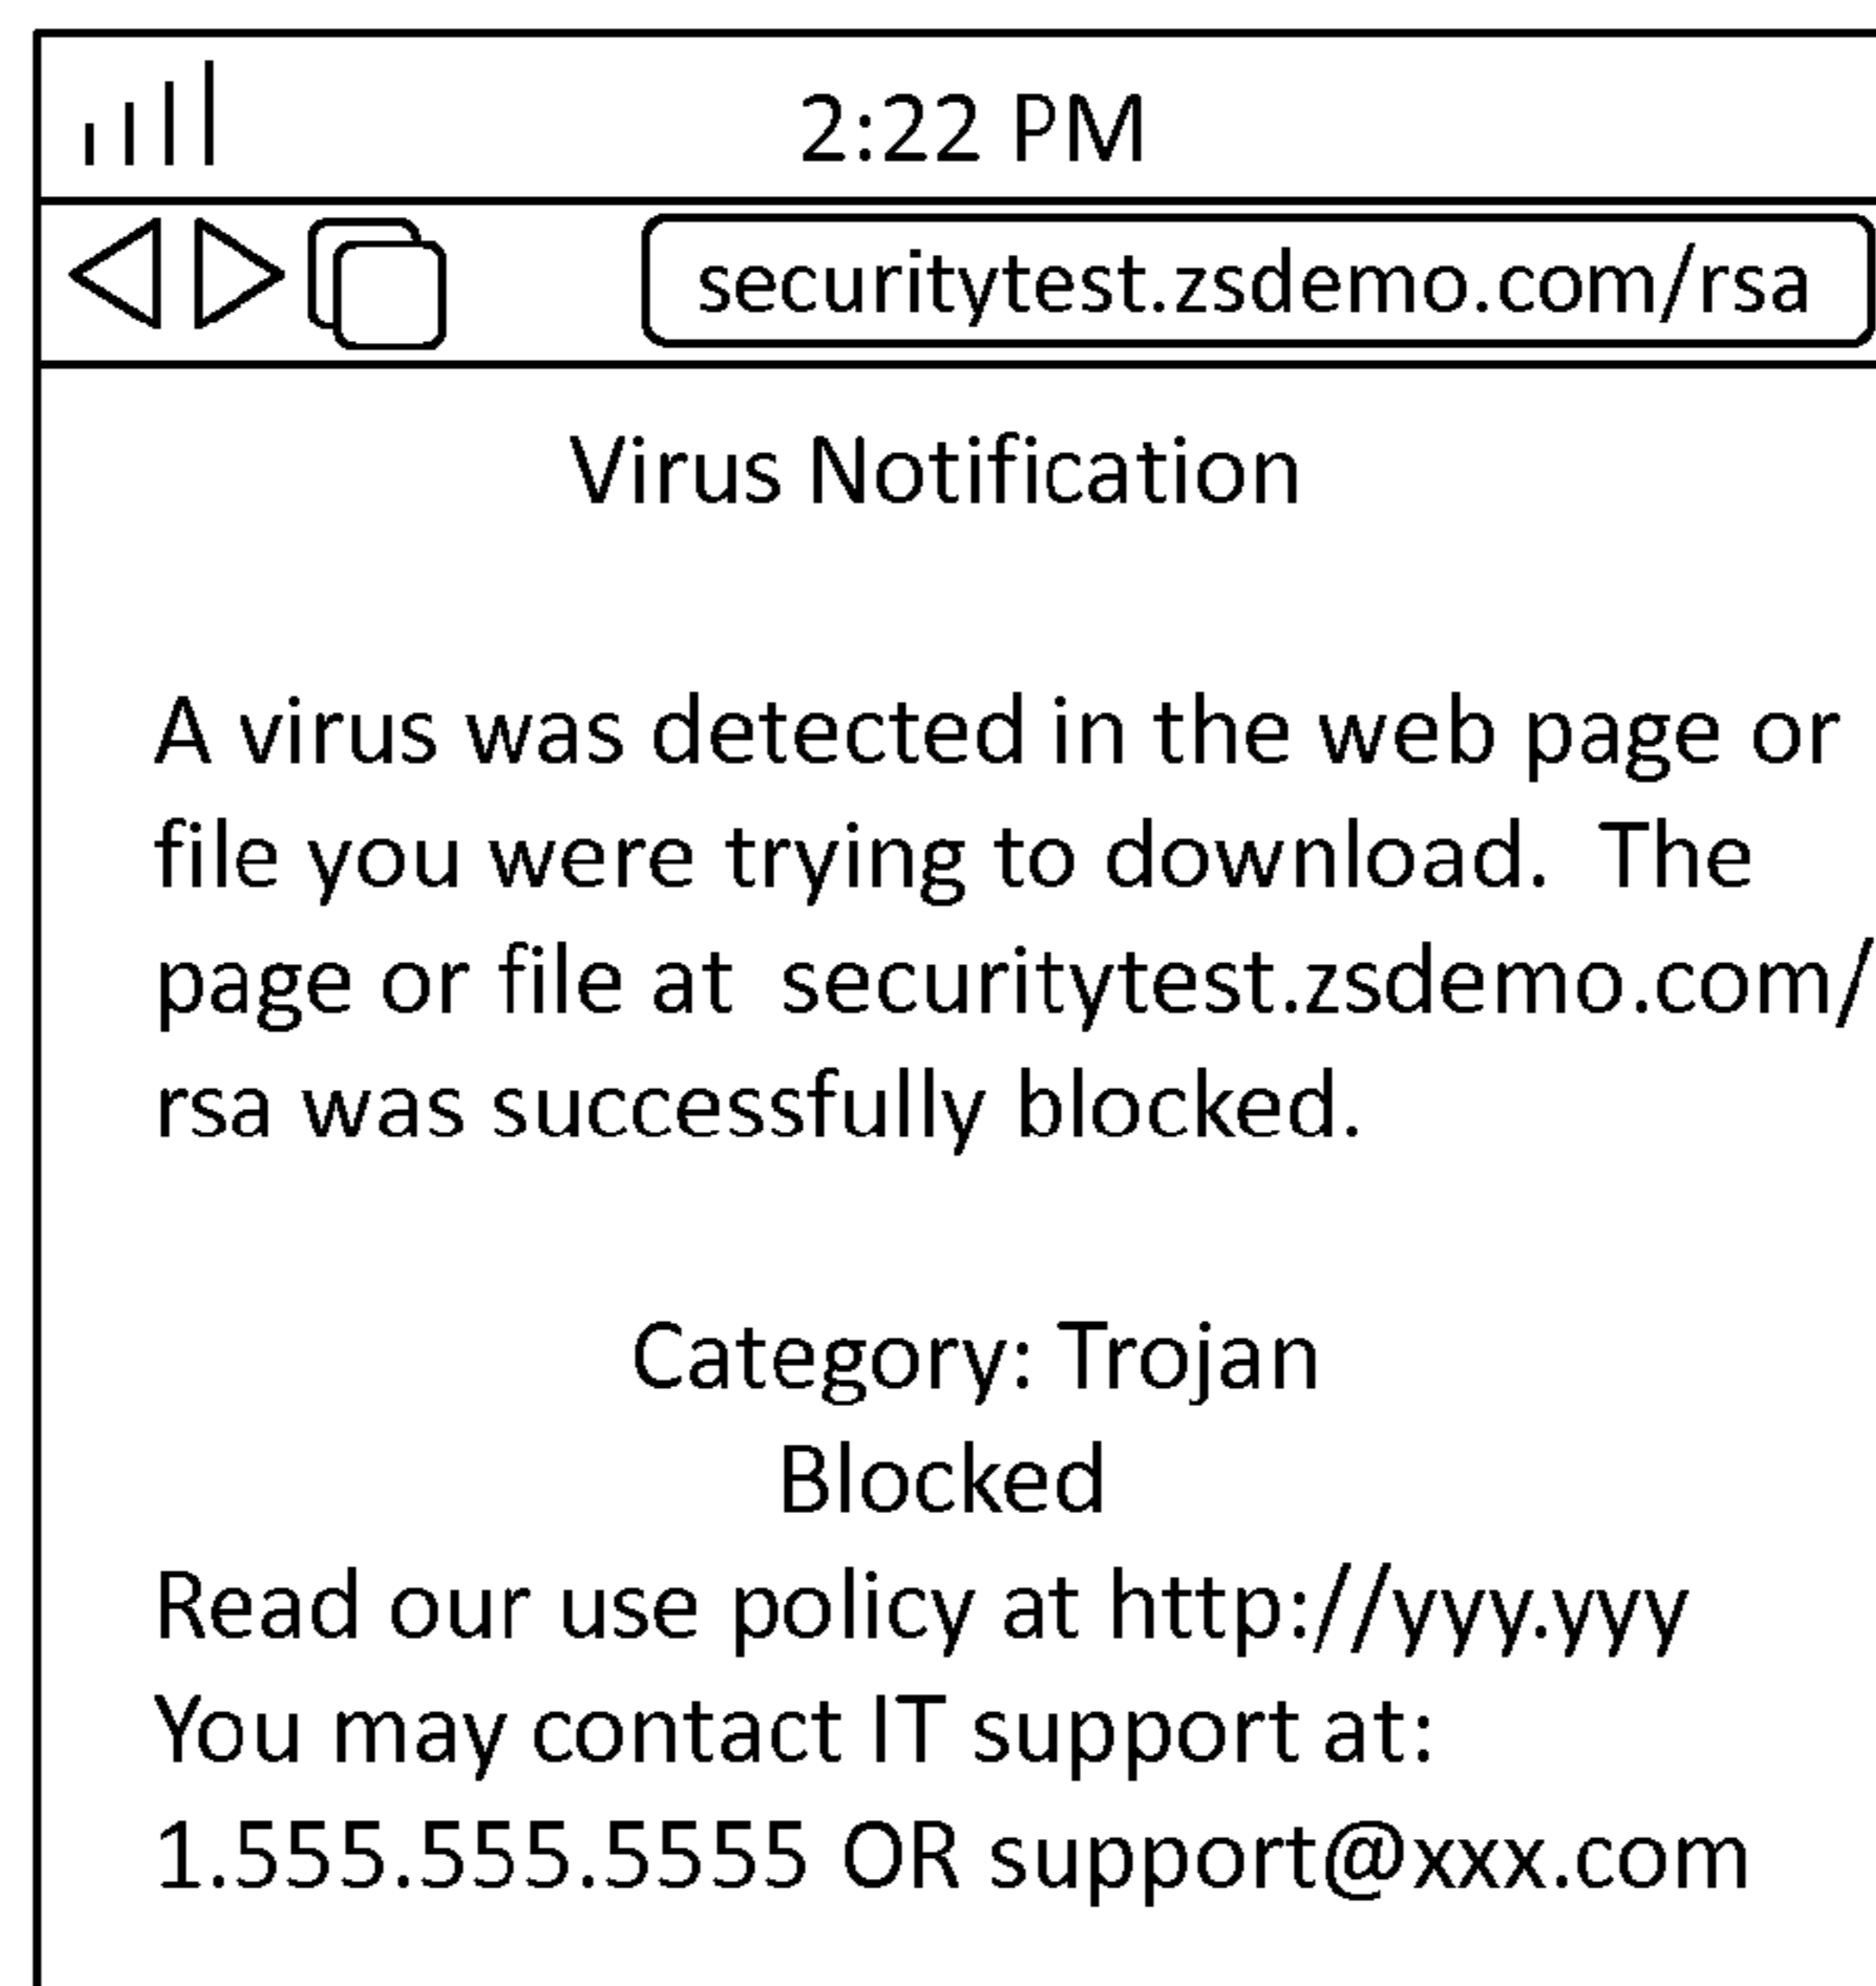 2:22 PM
securitytest.zsdemo.com/rsa
Virus Notification
A virus was detected in the web page or
file you were trying to download.  The
page or file at  securitytest.zsdemo.com/
rsa was successfully blocked.
Category: Trojan
Blocked
Read our use policy at http://yyy.yyy
You may contact IT support at:
1.555.555.5555 OR support@xxx.com